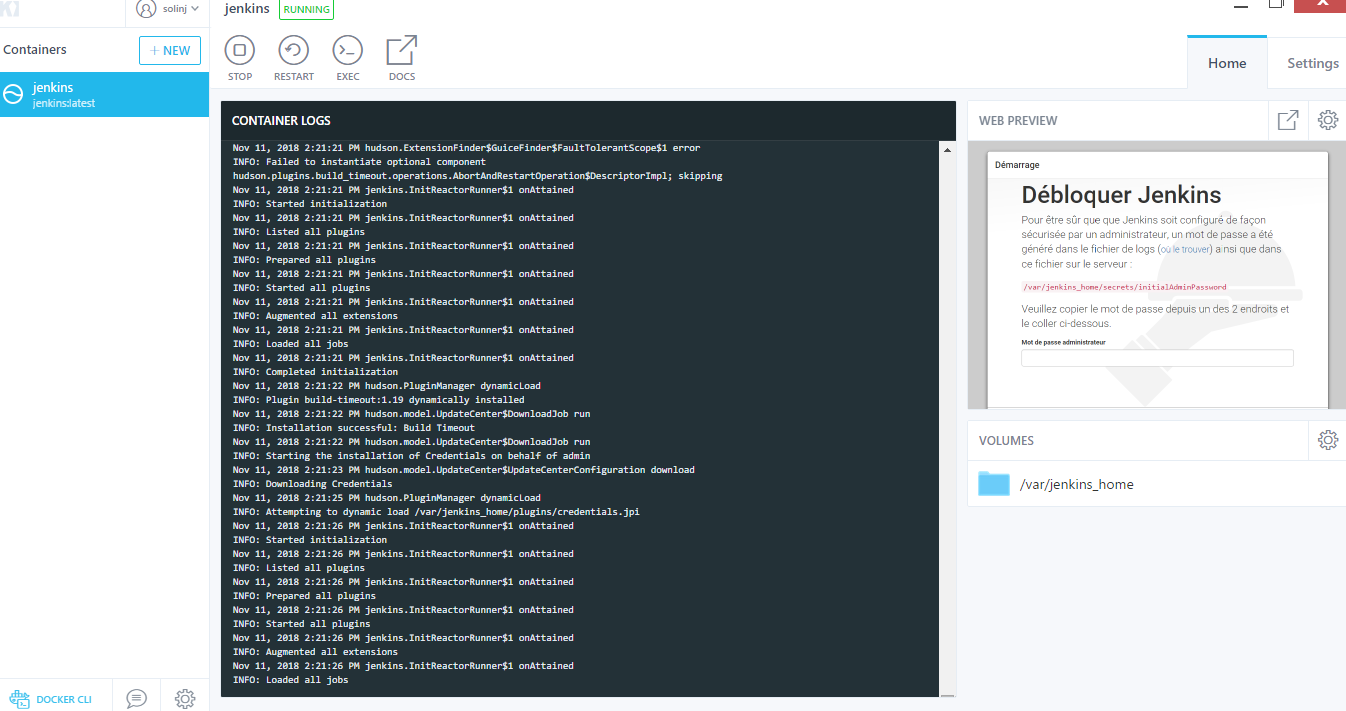 KI
solinj
jenkins
RUNNING
Containers
+ NEW
STOP
RESTART
EXEC
DOCS
Home
Settings
jenkins
jenkins:latest
CONTAINER LOGS
Nov 11, 2018 2:21:21 PM hudson.ExtensionFinder$GuiceFinder$FaultTolerantScope$1 error
INFO: Failed to instantiate optional component
hudson.plugins.build_timeout.operations.AbortAndRestartOperation$DescriptorImpl; skipping
Nov 11, 2018 2:21:21 PM jenkins.InitReactorRunner$1 onAttained
INFO: Started initialization
Nov 11, 2018 2:21:21 PM jenkins.InitReactorRunner$1 onAttained
INFO: Listed all plugins
Nov 11, 2018 2:21:21 PM jenkins.InitReactorRunner$1 onAttained
INFO: Prepared all plugins
Nov 11, 2018 2:21:21 PM jenkins.InitReactorRunner$1 onAttained
INFO: Started all plugins
Nov 11, 2018 2:21:21 PM jenkins.InitReactorRunner$1 onAttained
INFO: Augmented all extensions
Nov 11, 2018 2:21:21 PM jenkins.InitReactorRunner$1 onAttained
INFO: Loaded all jobs
Nov 11, 2018 2:21:21 PM jenkins.InitReactorRunner$1 onAttained
INFO: Completed initialization
Nov 11, 2018 2:21:22 PM hudson.PluginManager dynamicLoad
INFO: Plugin build-timeout:1.19 dynamically installed
Nov 11, 2018 2:21:22 PM hudson.model.UpdateCenter$DownloadJob run
INFO: Installation successful: Build Timeout
Nov 11, 2018 2:21:22 PM hudson.model.UpdateCenter$DownloadJob run
INFO: Starting the installation of Credentials on behalf of admin
Nov 11, 2018 2:21:23 PM hudson.model.UpdateCenter$UpdateCenterConfiguration download
INFO: Downloading Credentials
Nov 11, 2018 2:21:25 PM hudson.PluginManager dynamicLoad
INFO: Attempting to dynamic load /var/jenkins_home/plugins/credentials.jpi
Nov 11, 2018 2:21:26 PM jenkins.InitReactorRunner$1 onAttained
INFO: Started initialization
Nov 11, 2018 2:21:26 PM jenkins.InitReactorRunner$1 onAttained
INFO: Listed all plugins
Nov 11, 2018 2:21:26 PM jenkins.InitReactorRunner$1 onAttained
INFO: Prepared all plugins
Nov 11, 2018 2:21:26 PM jenkins.InitReactorRunner$1 onAttained
INFO: Started all plugins
Nov 11, 2018 2:21:26 PM jenkins.InitReactorRunner$1 onAttained
INFO: Augmented all extensions
Nov 11, 2018 2:21:26 PM jenkins.InitReactorRunner$1 onAttained
INFO: Loaded all jobs
WEB PREVIEW
Démarrage
Débloquer Jenkins
Pour être sûr que que Jenkins soit configuré de façon
sécurisée par un administrateur, un mot de passe a été
généré dans le fichier de logs (où le trouver) ainsi que dans
ce fichier sur le serveur :
/var/jenkins_home/secrets/initialAdminPassword
Veuillez copier le mot de passe depuis un des 2 endroits et
le coller ci-dessous.
Mot de passe administrateur
VOLUMES
/var/jenkins_home
DOCKER CLI